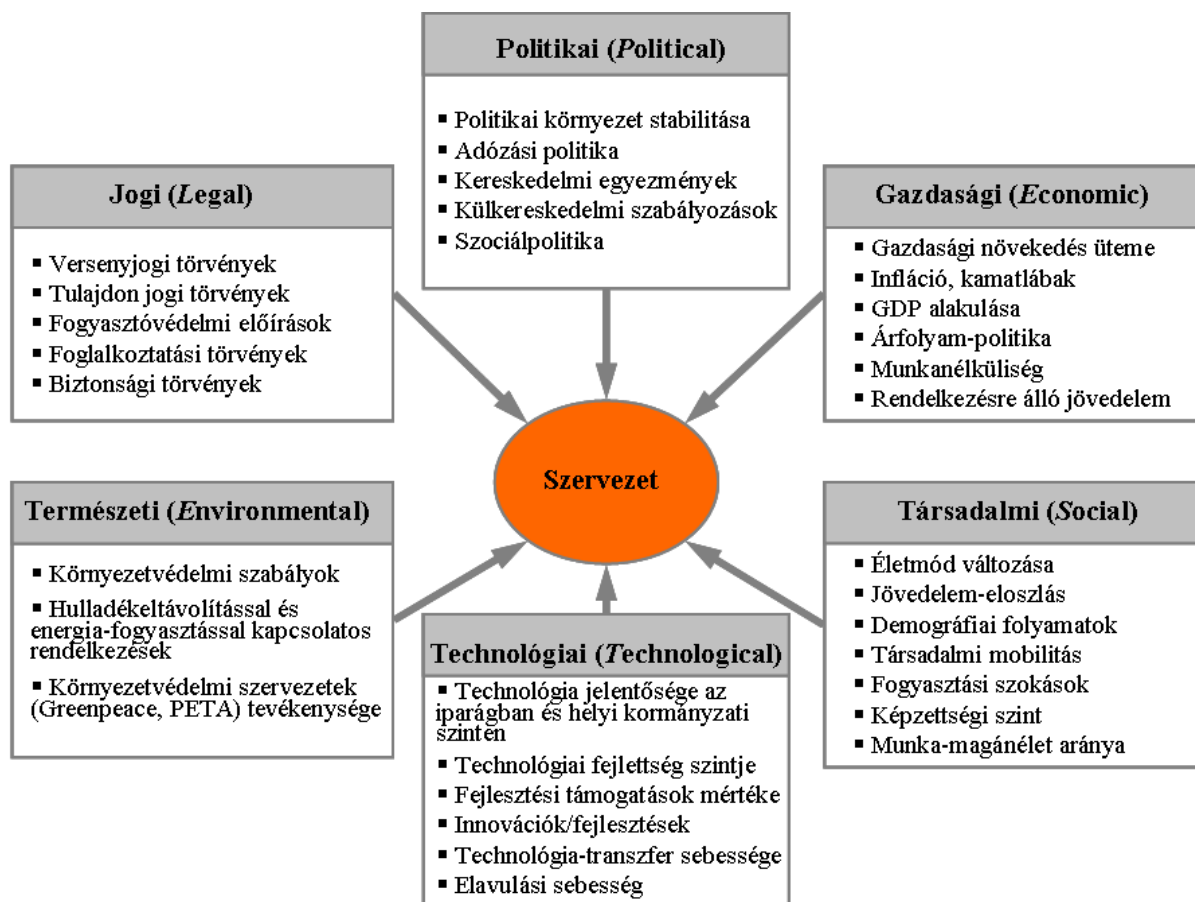 Politikai (Political)
▪ Politikai környezet stabilitása
▪ Adózási politika
▪ Kereskedelmi egyezmények
▪ Külkereskedelmi szabályozások
▪ Szociálpolitika
Jogi (Legal)
▪ Versenyjogi törvények
▪ Tulajdon jogi törvények
▪ Fogyasztóvédelmi előírások
▪ Foglalkoztatási törvények
▪ Biztonsági törvények
Gazdasági (Economic)
▪ Gazdasági növekedés üteme
▪ Infláció, kamatlábak
▪ GDP alakulása
▪ Árfolyam-politika
▪ Munkanélküliség
▪ Rendelkezésre álló jövedelem
Szervezet
Természeti (Environmental)
▪ Környezetvédelmi szabályok
▪ Hulladékeltávolítással és
energia-fogyasztással kapcsolatos
rendelkezések
▪ Környezetvédelmi szervezetek
(Greenpeace, PETA) tevékenysége
Technológiai (Technological)
▪ Technológia jelentősége az
iparágban és helyi kormányzati
szinten
▪ Technológiai fejlettség szintje
▪ Fejlesztési támogatások mértéke
▪ Innovációk/fejlesztések
▪ Technológia-transzfer sebessége
▪ Elavulási sebesség
Társadalmi (Social)
▪ Életmód változása
▪ Jövedelem-eloszlás
▪ Demográfiai folyamatok
▪ Társadalmi mobilitás
▪ Fogyasztási szokások
▪ Képzettségi szint
▪ Munka-magánélet aránya